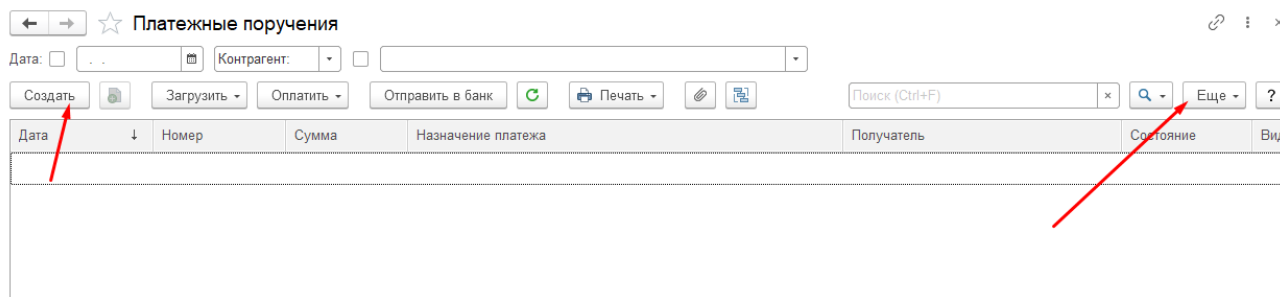 Платежные поручения
Дата: . . Контрагент:
Создать Загрузить Оплатить Отправить в банк Печать Поиск (Ctrl+F) × Еще ?
Дата ↓ Номер Сумма Назначение платежа Получатель Состояние Вид